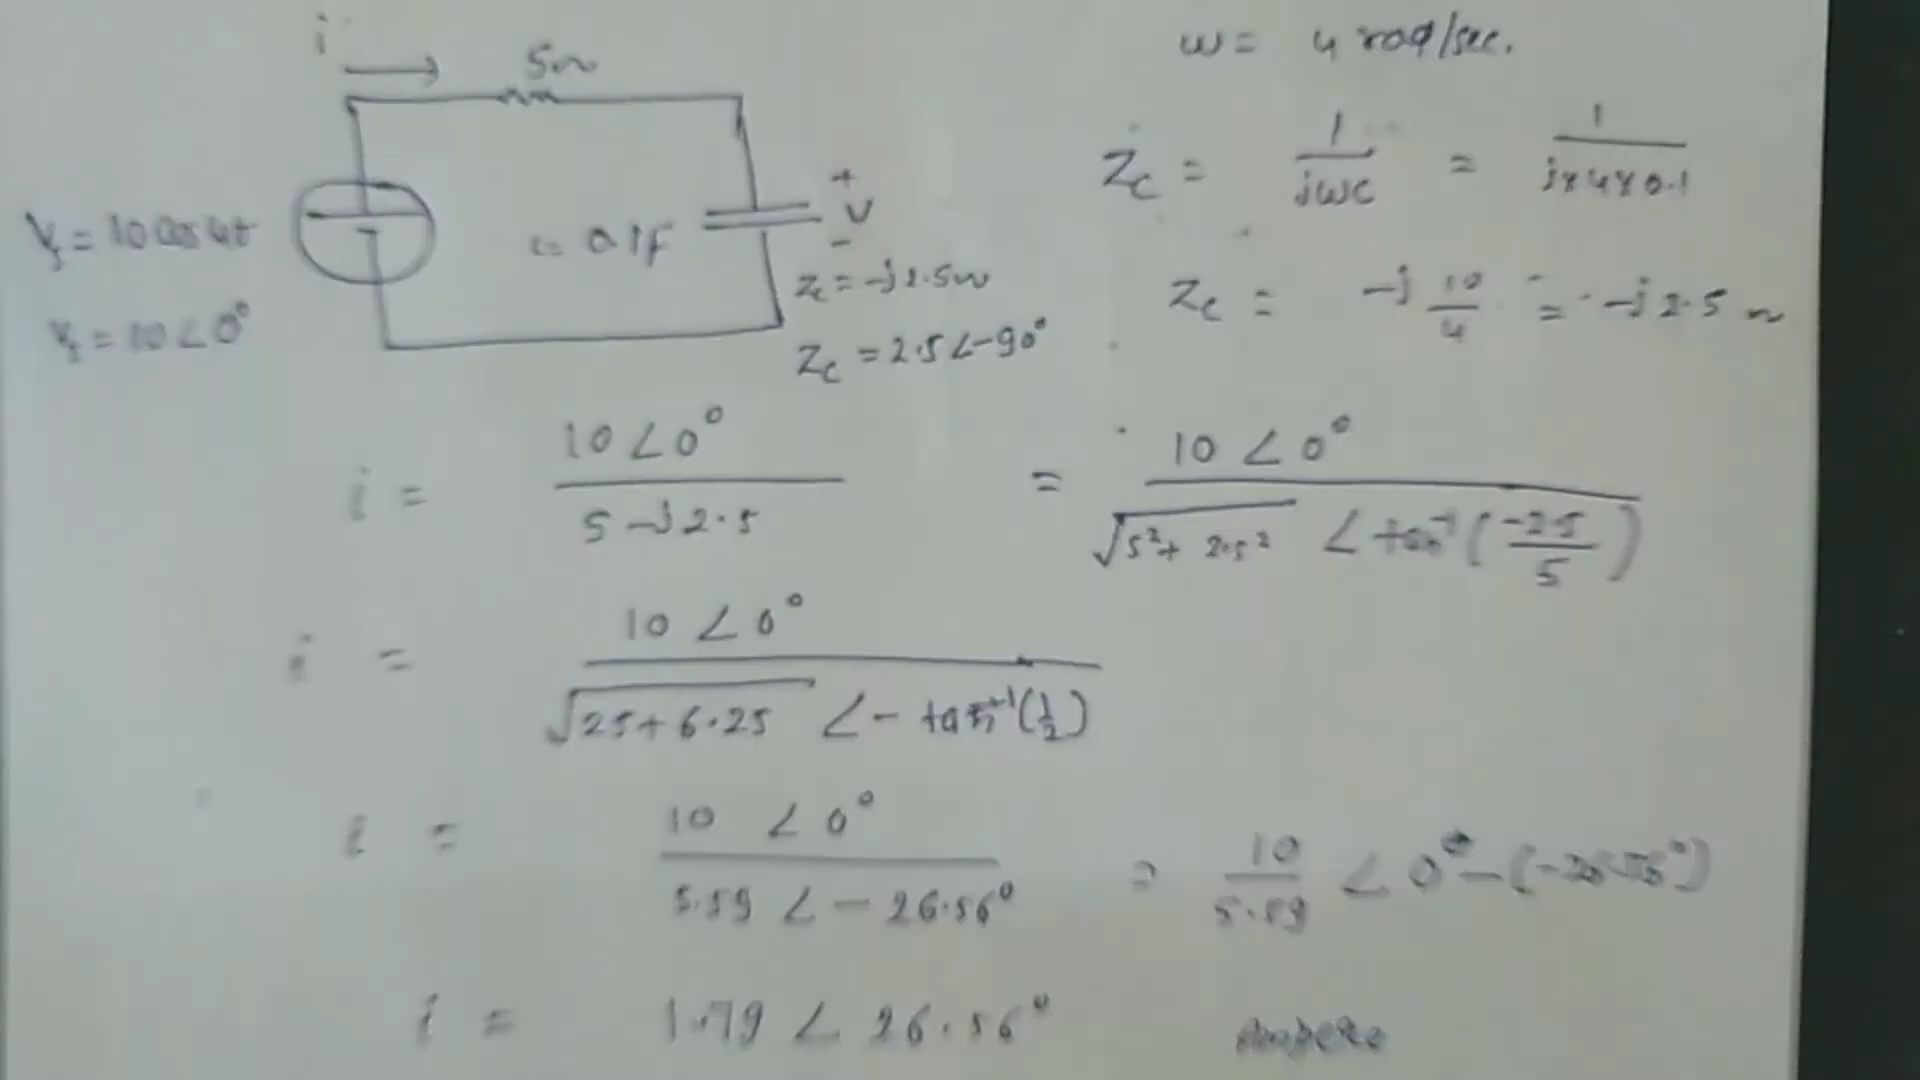 i
5Ω
ω = 4 rad/sec.
Zc = 1/jωc = 1/j×4×0.1
Vs = 10 cos 4t
c = 0.1F
+
V
-
Zc = -j2.5Ω
Zc = -j 10/4 = -j2.5Ω
Vs = 10∠0°
Zc = 2.5∠-90°
i = 10∠0° / 5-j2.5 = 10∠0° / √5²+2.5² ∠tan⁻¹(-2.5/5)
i = 10∠0° / √25+6.25 ∠-tan⁻¹(1/2)
i = 10∠0° / 5.59∠-26.56° = 10/5.59 ∠0°-(-26.56°)
i = 1.79∠26.56° Ampere